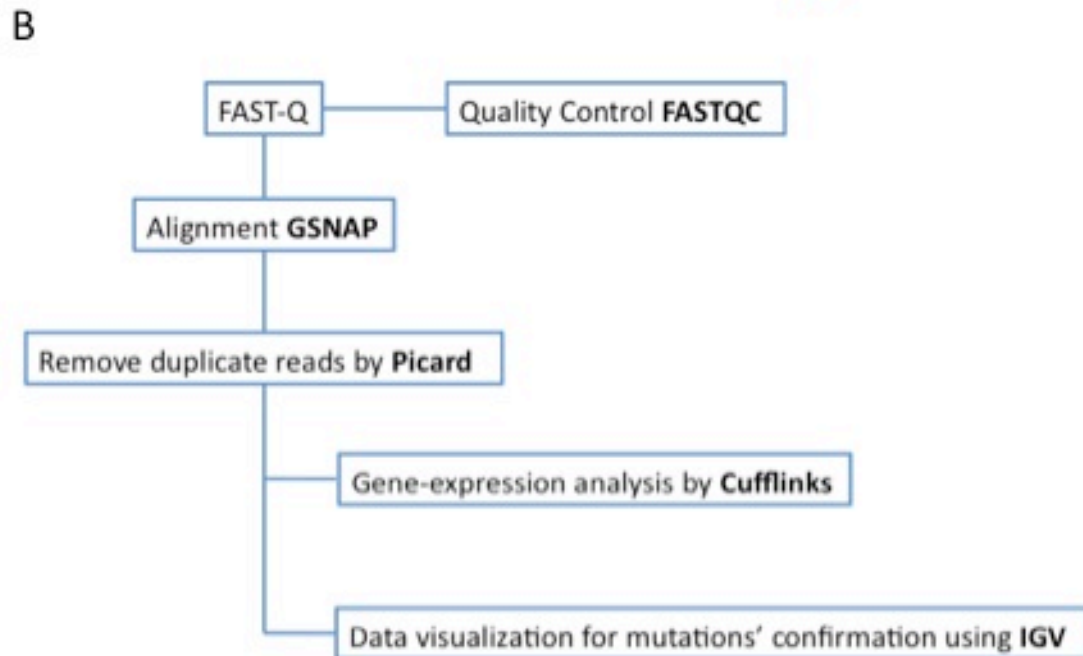 B
FAST-Q
Quality Control FASTQC
Alignment GSNAP
Remove duplicate reads by Picard
Gene-expression analysis by Cufflinks
Data visualization for mutations' confirmation using IGV